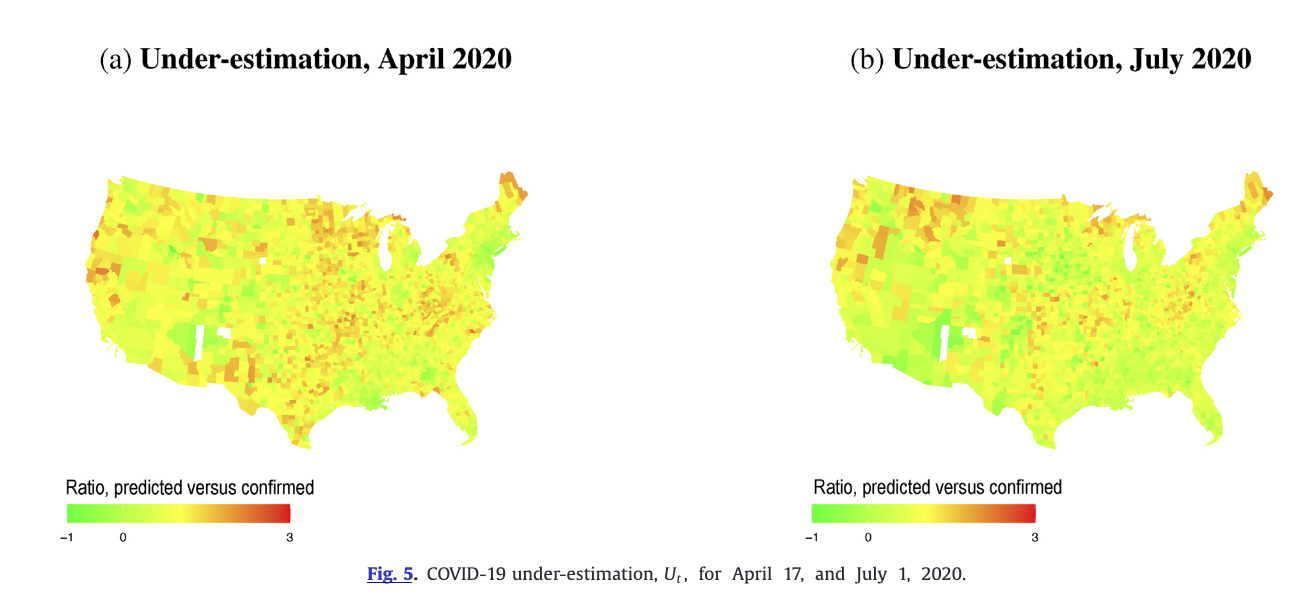 (a) Under-estimation, April 2020
(b) Under-estimation, July 2020
Ratio, predicted versus confirmed
−1 0 3
Ratio, predicted versus confirmed
−1 0 3
Fig. 5. COVID-19 under-estimation, Ut, for April 17, and July 1, 2020.